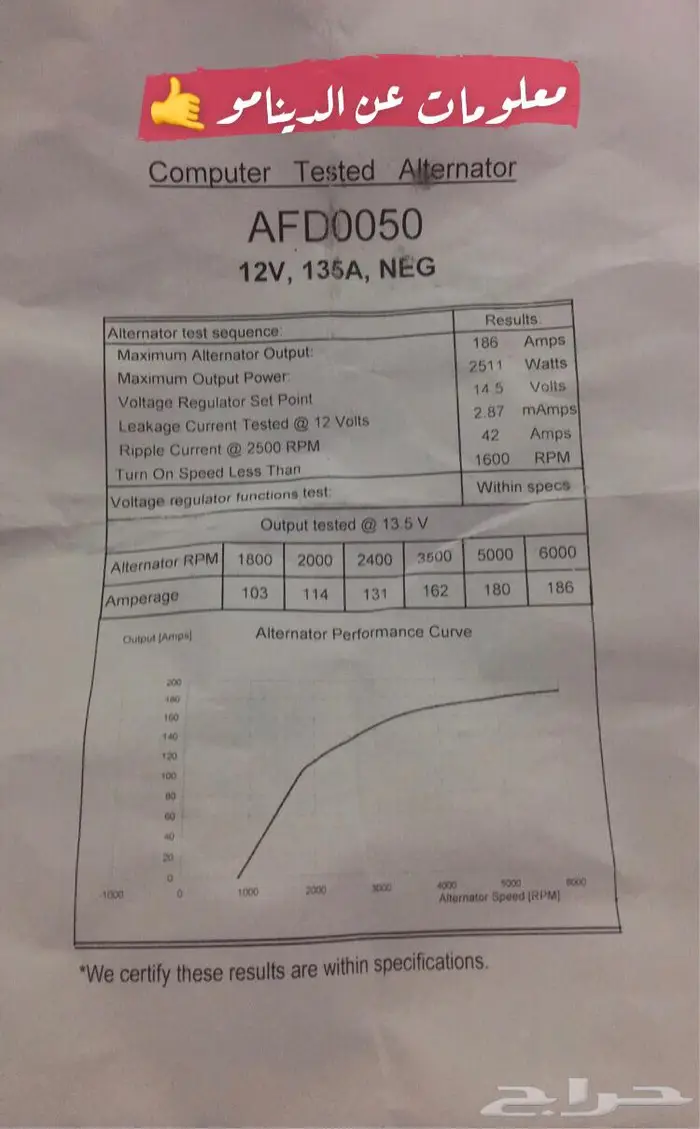 معلومات عن الدينامو 🤙
Computer Tested Alternator
AFD0050
12V, 135A, NEG
Alternator test sequence: Results
Maximum Alternator Output: 186 Amps
Maximum Output Power: 2511 Watts
Voltage Regulator Set Point 14.5 Volts
Leakage Current Tested @ 12 Volts 2.87 mAmps
Ripple Current @ 2500 RPM 42 Amps
Turn On Speed Less Than 1600 RPM
Voltage regulator functions test: Within specs
Output tested @ 13.5 V
Alternator RPM 1800 2000 2400 3500 5000 6000
Amperage 103 114 131 162 180 186
Output [Amps] Alternator Performance Curve
200
180
160
140
120
100
80
60
40
20
0
-1000 0 1000 2000 3000 4000 5000 6000
Alternator Speed [RPM]
*We certify these results are within specifications.
حراج